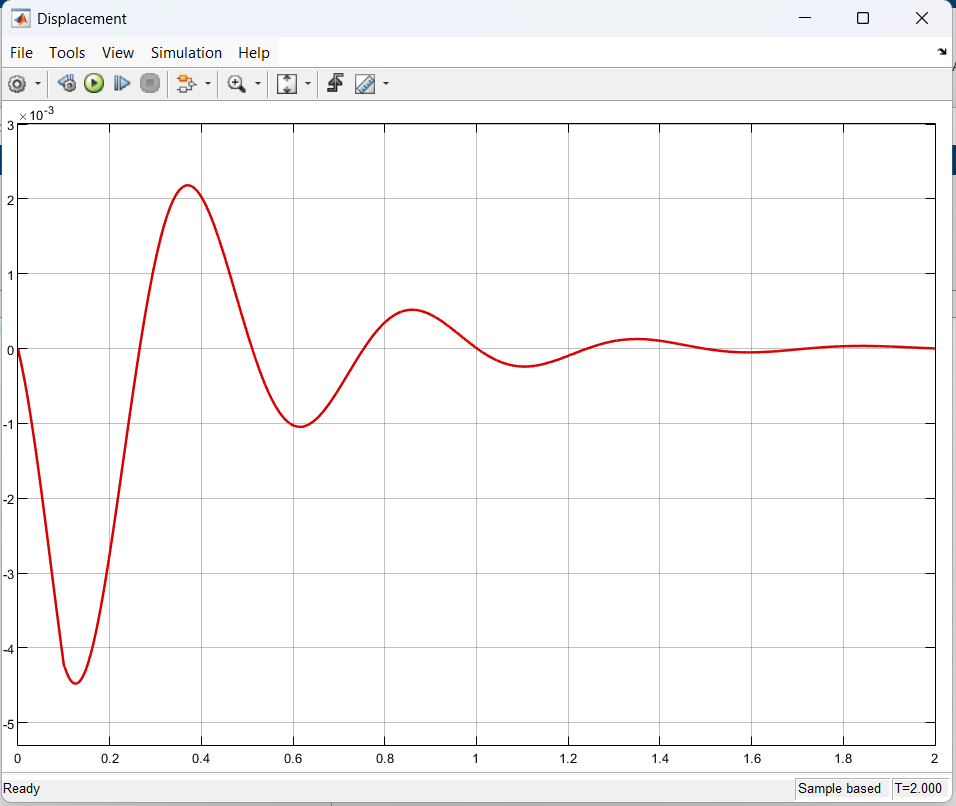 Displacement
File Tools View Simulation Help
×10-3
3
2
1
0
-1
-2
-3
-4
-5
0 0.2 0.4 0.6 0.8 1 1.2 1.4 1.6 1.8 2
Ready Sample based T=2.000